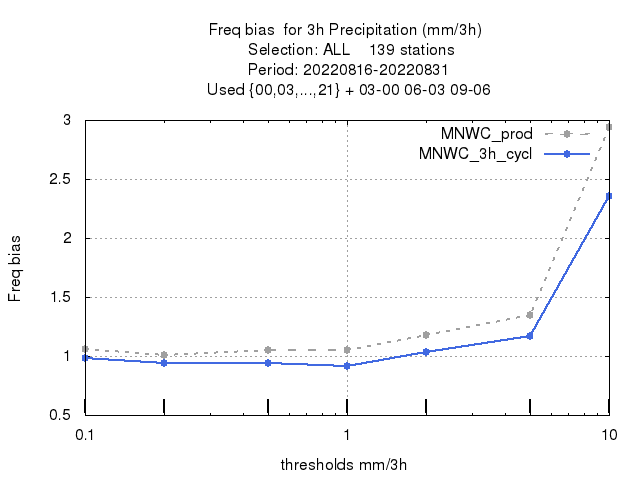 Freq bias  for 3h Precipitation (mm/3h)
Selection: ALL    139 stations
Period: 20220816-20220831
Used {00,03,...,21} + 03-00 06-03 09-06
MNWC_prod
MNWC_3h_cycl
3
2.5
2
1.5
1
0.5
Freq bias
0.1 1 10
thresholds mm/3h